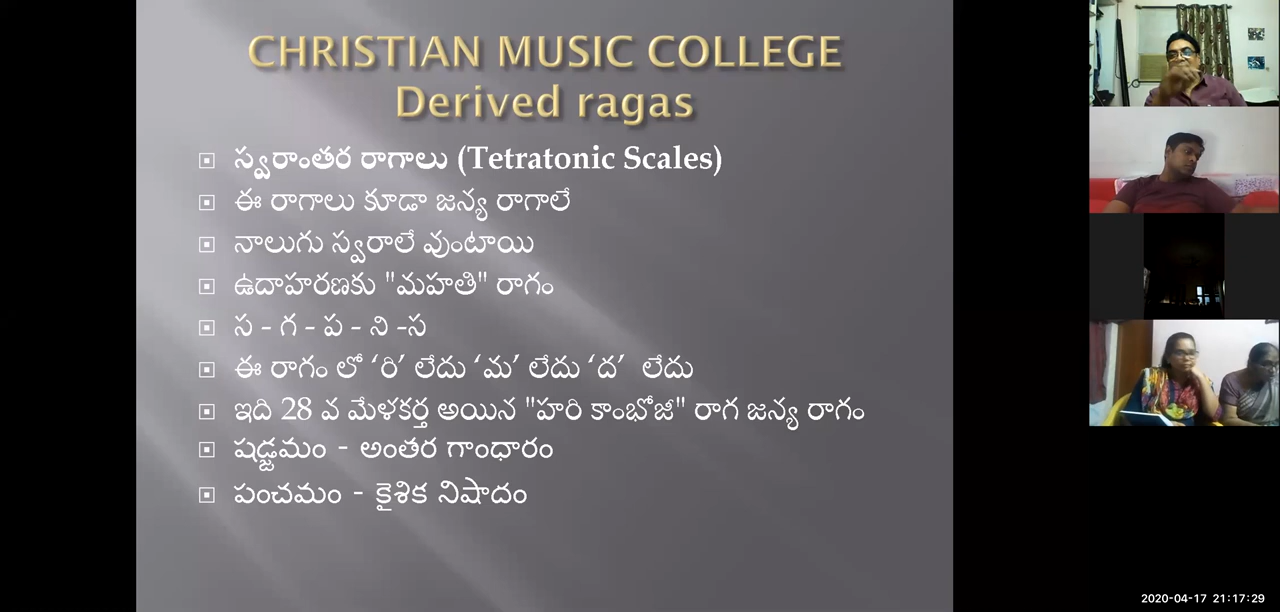 CHRISTIAN MUSIC COLLEGE
Derived ragas
స్వరాంతర రాగాలు (Tetratonic Scales)
ఈ రాగాలు కూడా జన్య రాగాలే
నాలుగు స్వరాలే వుంటాయి
ఉదాహరణకు "మహతి" రాగం
స - గ - ప - ని -స
ఈ రాగం లో ‘రి’ లేదు ‘మ’ లేదు ‘ద’ లేదు
ఇది 28 వ మేళకర్త అయిన "హరి కాంభోజీ" రాగ జన్య రాగం
షడ్జమం - అంతర గాంధారం
పంచమం - కైశిక నిషాదం
2020-04-17 21:17:29